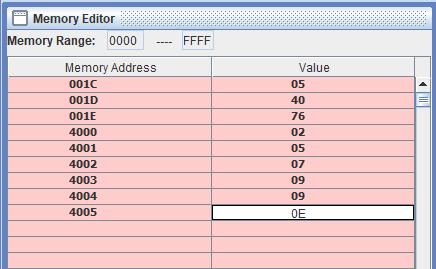 Memory Editor
Memory Range: 0000 ---- FFFF
Memory Address Value
001C 05
001D 40
001E 76
4000 02
4001 05
4002 07
4003 09
4004 09
4005 0E